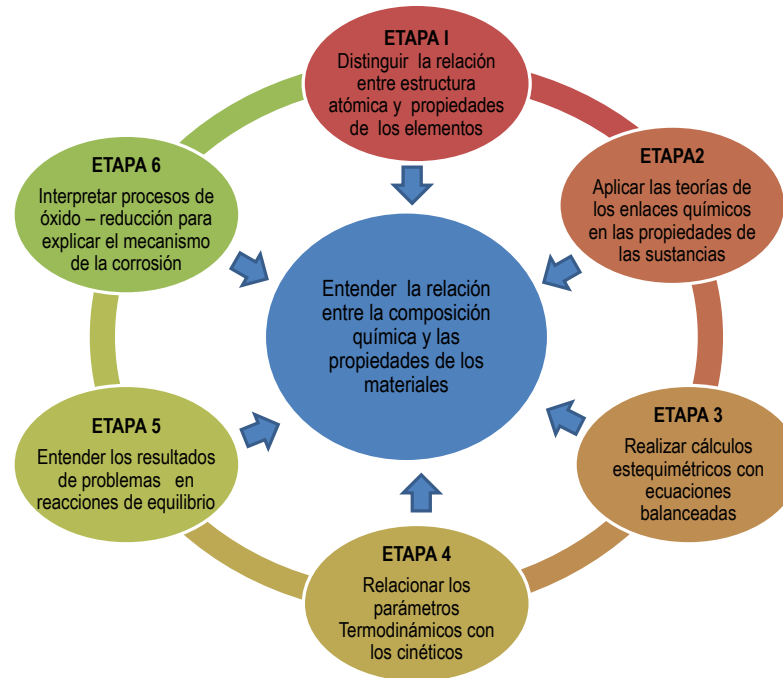 ETAPA I
Distinguir la relación
entre estructura
atómica y propiedades
de los elementos
ETAPA2
Aplicar las teorías de
los enlaces químicos
en las propiedades de
las sustancias
ETAPA 3
Realizar cálculos
estequimétricos con
ecuaciones
balanceadas
ETAPA 4
Relacionar los
parámetros
Termodinámicos con
los cinéticos
ETAPA 5
Entender los resultados
de problemas en
reacciones de equilibrio
ETAPA 6
Interpretar procesos de
óxido – reducción para
explicar el mecanismo
de la corrosión
Entender la relación
entre la composición
química y las
propiedades de los
materiales